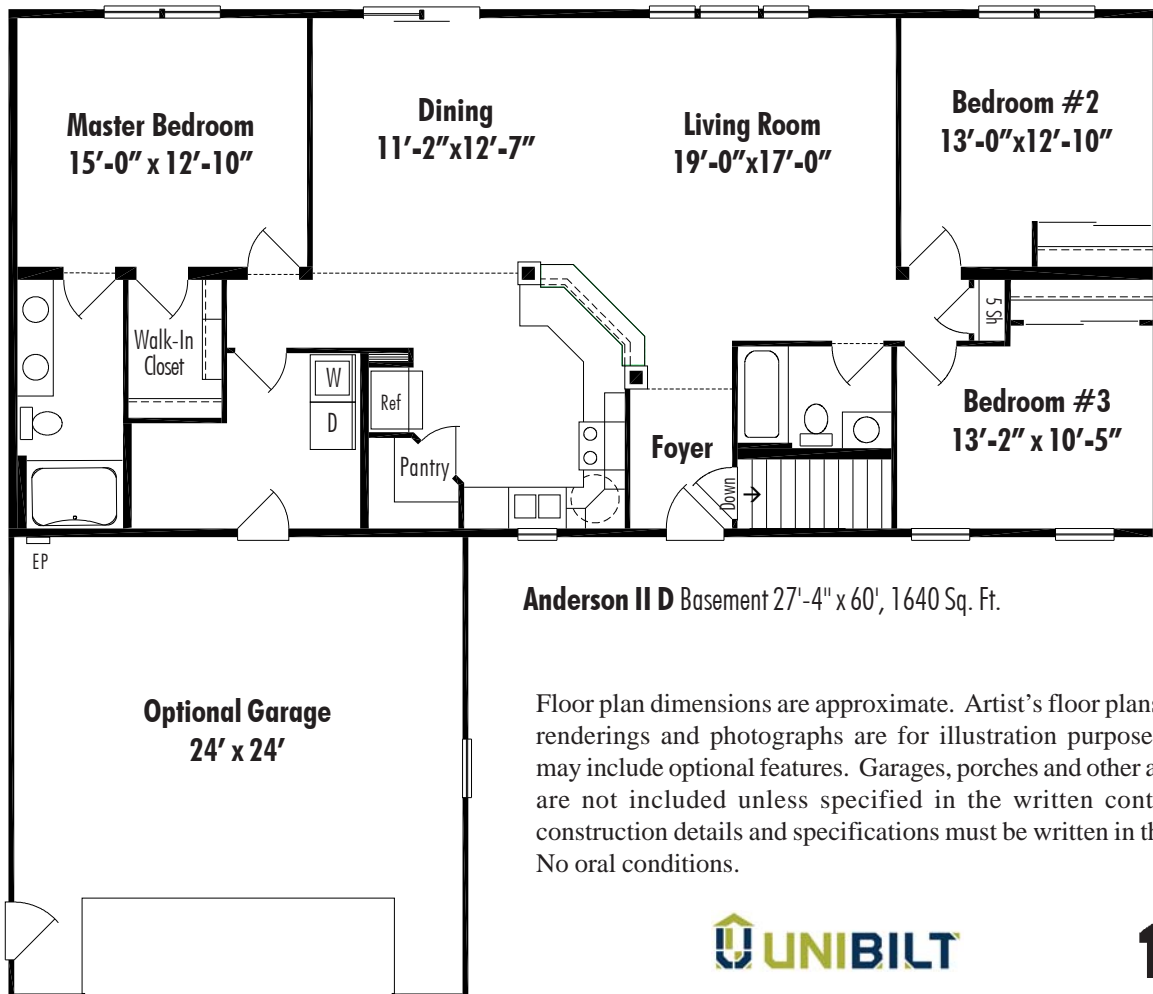 Master Bedroom
15'-0" x 12'-10"
Dining
11'-2"x12'-7"
Living Room
19'-0"x17'-0"
Bedroom #2
13'-0"x12'-10"
Walk-In
Closet
W
D
Ref
Pantry
Foyer
Down
5 Sh
Bedroom #3
13'-2" x 10'-5"
EP
Anderson II D Basement 27'-4" x 60', 1640 Sq. Ft.
Optional Garage
24' x 24'
Floor plan dimensions are approximate. Artist's floor plans
renderings and photographs are for illustration purpose
may include optional features. Garages, porches and other a
are not included unless specified in the written cont
construction details and specifications must be written in th
No oral conditions.
UNIBILT
1